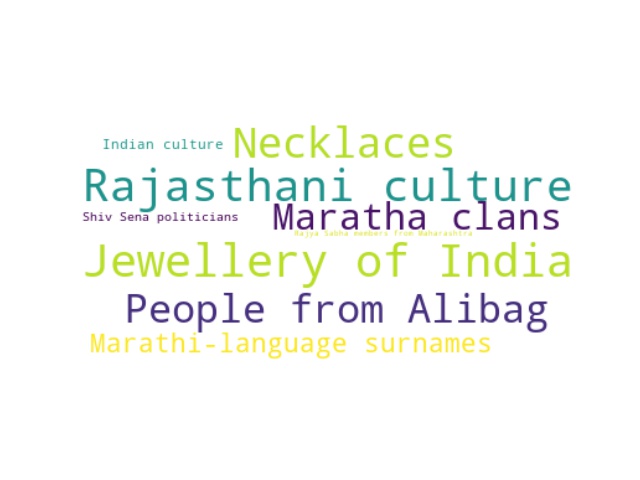 Indian culture
Necklaces
Rajasthani culture
Shiv Sena politicians
Maratha clans
Rajya Sabha members from Maharashtra
Jewellery of India
People from Alibag
Marathi-language surnames